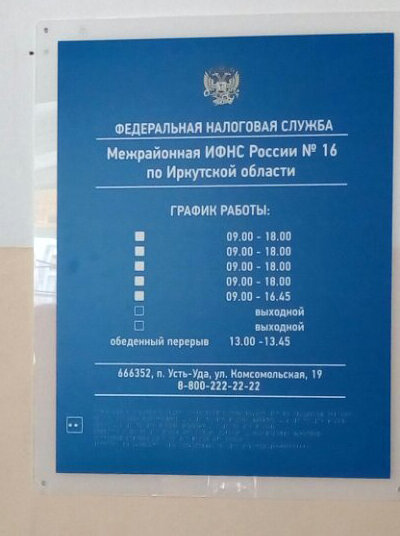 ФЕДЕРАЛЬНАЯ НАЛОГОВАЯ СЛУЖБА
Межрайонная ИФНС России № 16
по Иркутской области
ГРАФИК РАБОТЫ:
09.00 - 18.00
09.00 - 18.00
09.00 - 18.00
09.00 - 18.00
09.00 - 16.45
выходной
выходной
обеденный перерыв 13.00 -13.45
666352, п. Усть-Уда, ул. Комсомольская, 19
8-800-222-22-22